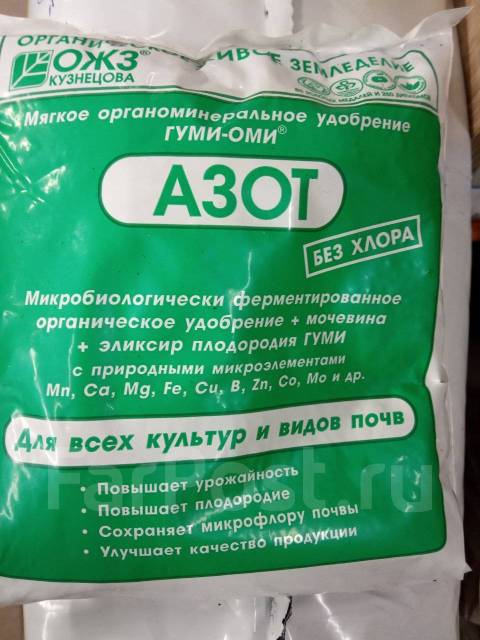 ОЖЗ®
КУЗНЕЦОВА
ЗЕМЛЕДЕЛИЕ
Мягкое органоминеральное удобрение
ГУМИ-ОМИ®
АЗОТ
БЕЗ ХЛОРА
Микробиологически ферментированное
органическое удобрение + мочевина
+ эликсир плодородия ГУМИ
с природными микроэлементами
Mn, Ca, Mg, Fe, Cu, B, Zn, Co, Mo и др.
Для всех культур и видов почв
• Повышает урожайность
• Повышает плодородие
• Сохраняет микрофлору почвы
• Улучшает качество продукции
FarPost.ru